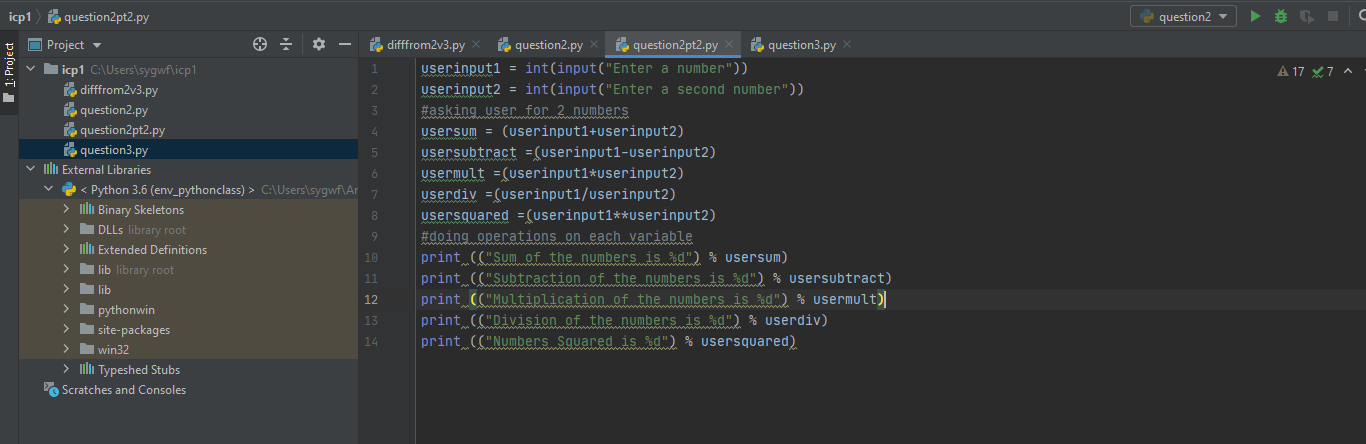 icp1 question2pt2.py question2
1: Project
Project difffrom2v3.py question2.py question2pt2.py question3.py
icp1 C:\Users\sygwf\icp1
difffrom2v3.py
question2.py
question2pt2.py
question3.py
External Libraries
< Python 3.6 (env_pythonclass) > C:\Users\sygwf\Ar
Binary Skeletons
DLLs library root
Extended Definitions
lib library root
lib
pythonwin
site-packages
win32
Typeshed Stubs
Scratches and Consoles
17 7
1 userinput1 = int(input("Enter a number"))
2 userinput2 = int(input("Enter a second number"))
3 #asking user for 2 numbers
4 usersum = (userinput1+userinput2)
5 usersubtract =(userinput1-userinput2)
6 usermult =(userinput1*userinput2)
7 userdiv =(userinput1/userinput2)
8 usersquared =(userinput1**userinput2)
9 #doing operations on each variable
10 print (("Sum of the numbers is %d") % usersum)
11 print (("Subtraction of the numbers is %d") % usersubtract)
12 print (("Multiplication of the numbers is %d") % usermult)
13 print (("Division of the numbers is %d") % userdiv)
14 print (("Numbers Squared is %d") % usersquared)